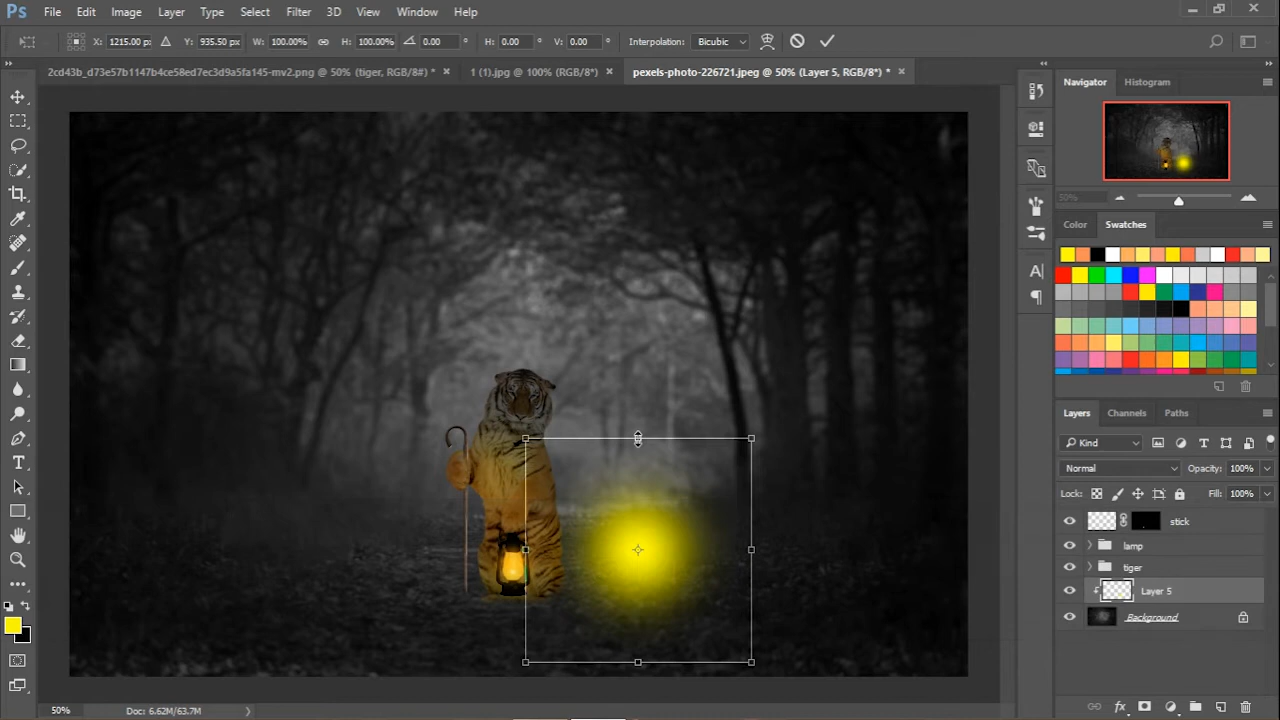 Ps File Edit Image Layer Type Select Filter 3D View Window Help
X: 1215.00 px Y: 935.50 px W: 100.00% H: 100.00% 0.00 ° H: 0.00 ° V: 0.00 ° Interpolation: Bicubic
2cd43b_d73e57b1147b4ce58ed7ec3d9a5fa145-mv2.png @ 50% (tiger, RGB/8#) * × 1 (1).jpg @ 100% (RGB/8*) × pexels-photo-226721.jpeg @ 50% (Layer 5, RGB/8*) * ×
Navigator Histogram
50%
Color Swatches
Layers Channels Paths
Kind
Normal Opacity: 100%
Lock: Fill: 100%
stick
lamp
tiger
Layer 5
Background
50% Doc: 6.62M/63.7M